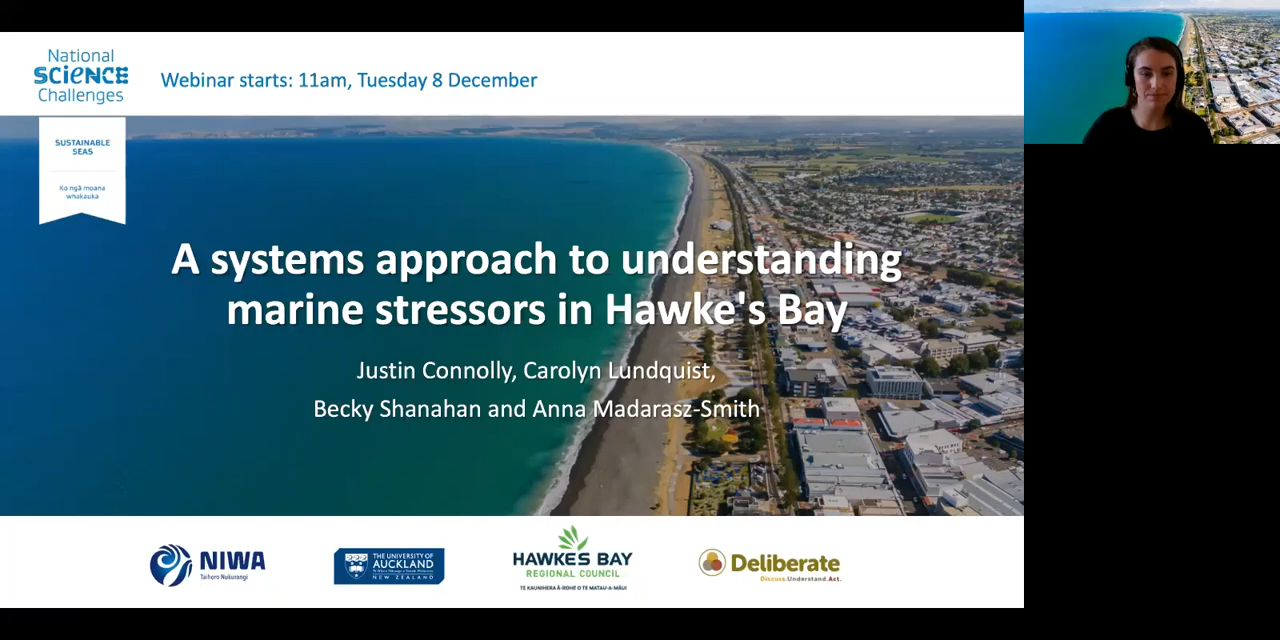 National
SCIENCE
Challenges
Webinar starts: 11am, Tuesday 8 December
SUSTAINABLE
SEAS
Ko ngā moana
whakauka
A systems approach to understanding
marine stressors in Hawke's Bay
Justin Connolly, Carolyn Lundquist,
Becky Shanahan and Anna Madarasz-Smith
NIWA
Taihoro Nukurangi
THE UNIVERSITY OF
AUCKLAND
NEW ZEALAND
HAWKE'S BAY
REGIONAL COUNCIL
TE KAUNIHERA Ā-ROHE O TE MATAU-A-MĀUI
Deliberate
Discuss.Understand.Act.